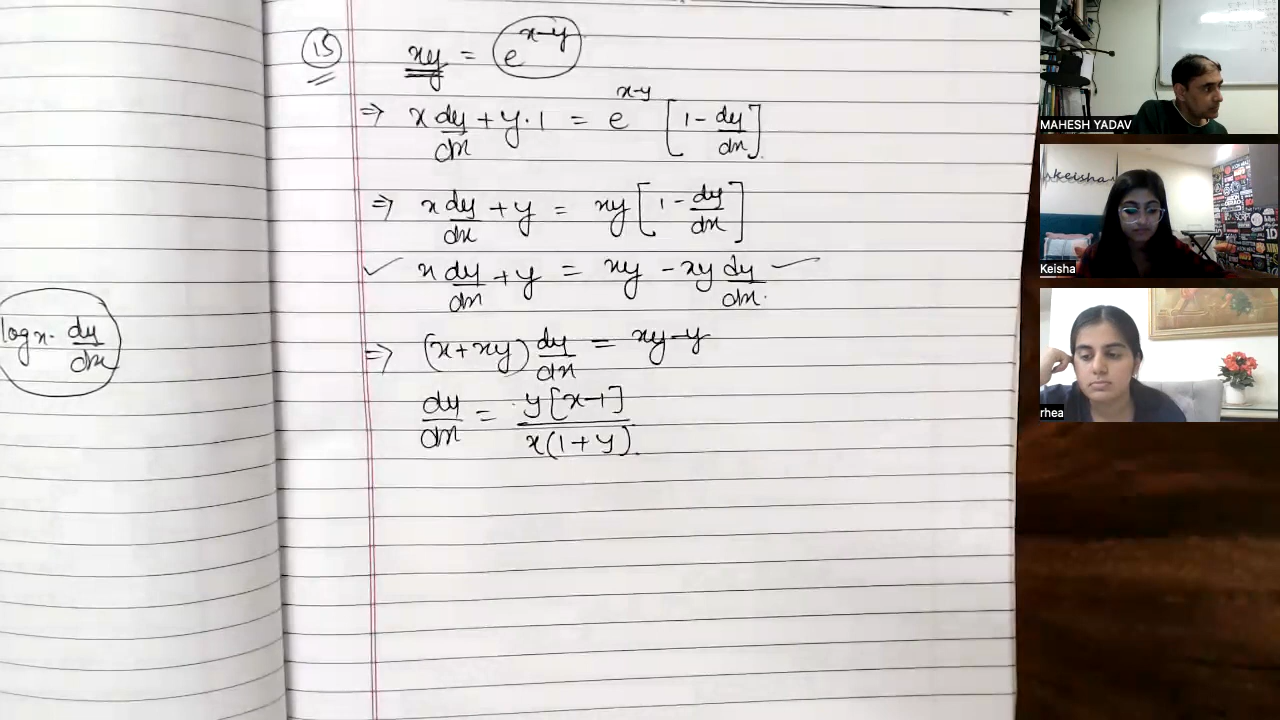 (15) xy = e^(x-y)
⇒ x dy/dx + y·1 = e^(x-y) [1 - dy/dx]
⇒ x dy/dx + y = xy [1 - dy/dx]
✓ x dy/dx + y = xy - xy dy/dx.
⇒ (x+xy) dy/dx = xy-y
dy/dx = y[x-1]/x(1+y).
log x· dy/dx
MAHESH YADAV
keisha
Keisha
rhea